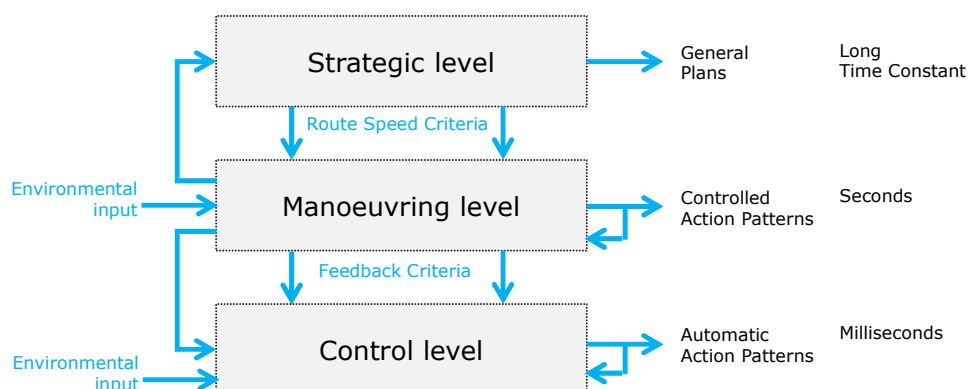 Strategic level
General
Plans
Long
Time Constant
Route Speed Criteria
Environmental
input
Manoeuvring level
Controlled
Action Patterns
Seconds
Feedback Criteria
Environmental
input
Control level
Automatic
Action Patterns
Milliseconds